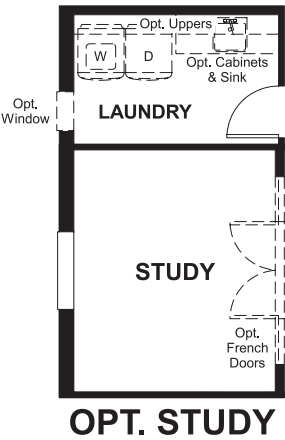 Opt. Uppers
W
D
Opt. Cabinets
& Sink
Opt.
Window
LAUNDRY
STUDY
Opt.
French
Doors
OPT. STUDY